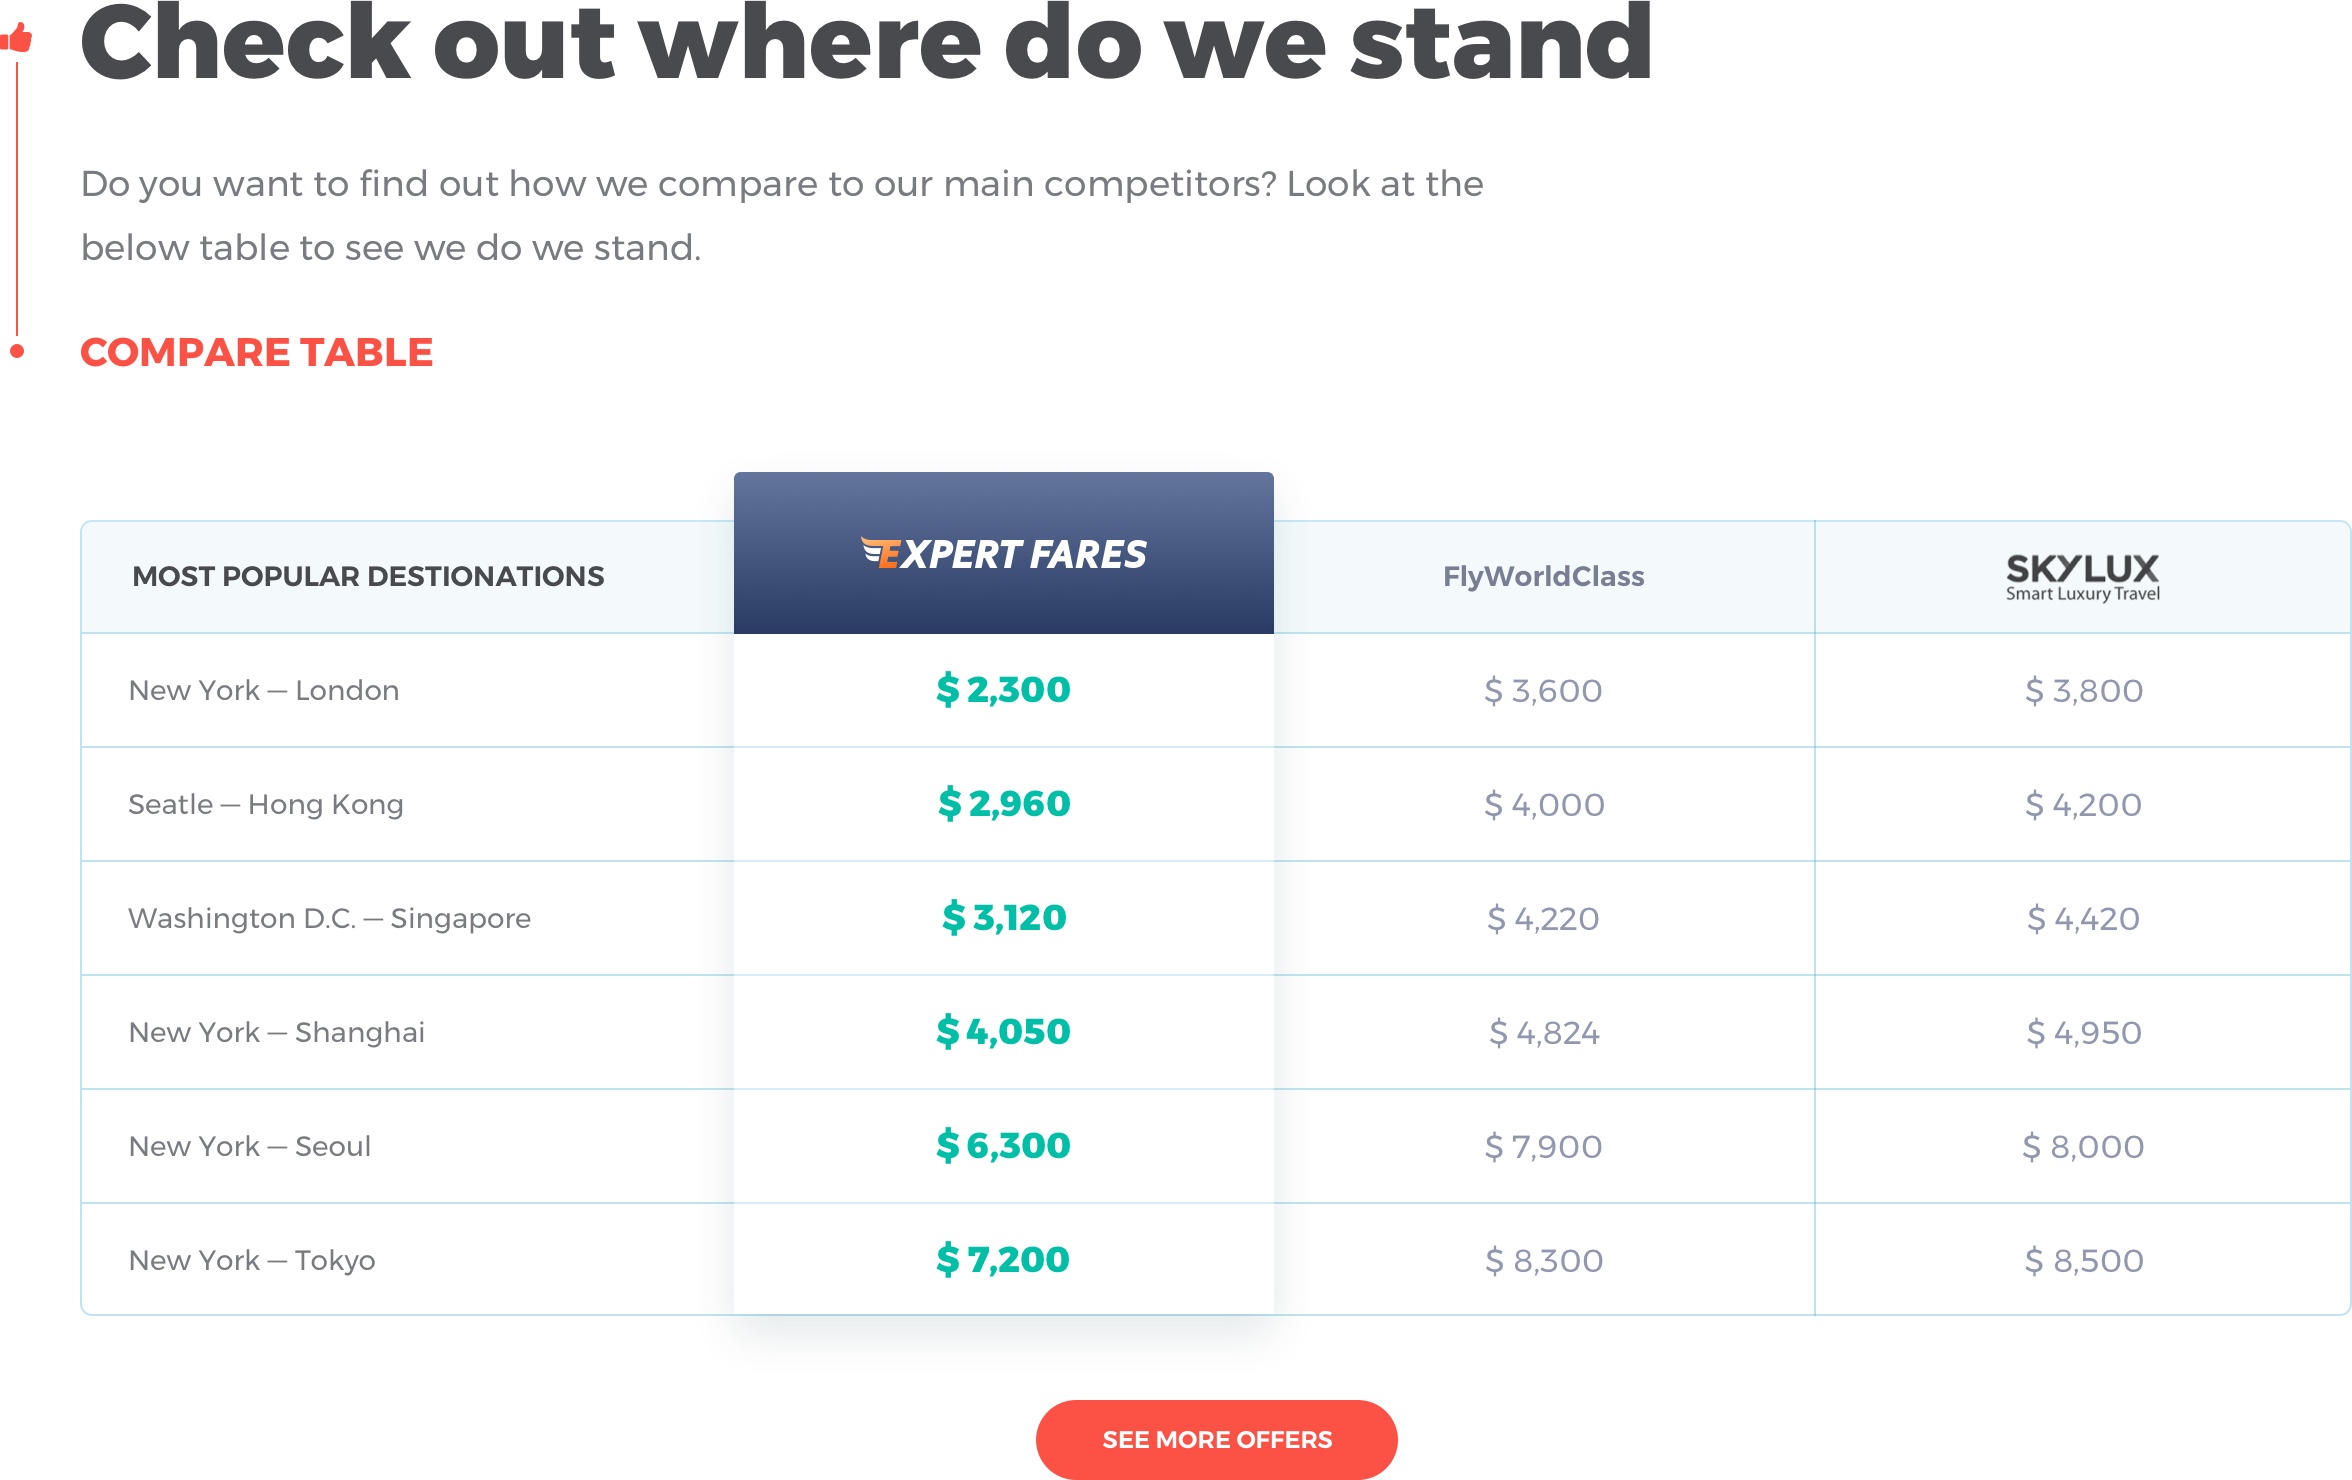 Check out where do we stand
Do you want to find out how we compare to our main competitors? Look at the
below table to see we do we stand.
COMPARE TABLE
MOST POPULAR DESTIONATIONS
EXPERT FARES
FlyWorldClass
SKYLUX
Smart Luxury Travel
New York — London
$ 2,300
$ 3,600
$ 3,800
Seatle — Hong Kong
$ 2,960
$ 4,000
$ 4,200
Washington D.C. — Singapore
$ 3,120
$ 4,220
$ 4,420
New York — Shanghai
$ 4,050
$ 4,824
$ 4,950
New York — Seoul
$ 6,300
$ 7,900
$ 8,000
New York — Tokyo
$ 7,200
$ 8,300
$ 8,500
SEE MORE OFFERS